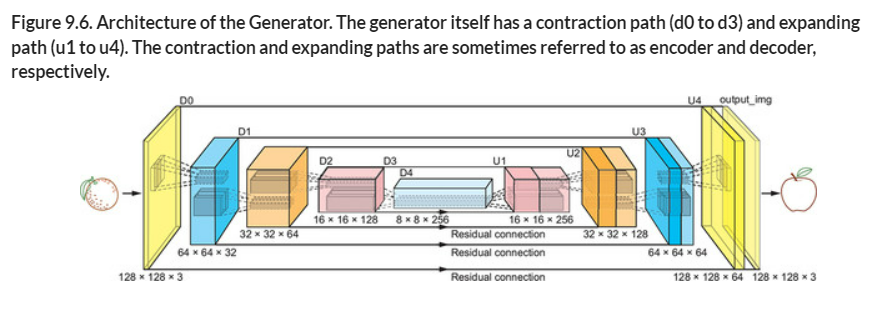 Figure 9.6. Architecture of the Generator. The generator itself has a contraction path (d0 to d3) and expanding
path (u1 to u4). The contraction and expanding paths are sometimes referred to as encoder and decoder,
respectively.
D0
U4
output_img
D1
U3
D2
D3
U1
U2
D4
16 × 16 × 128
8 × 8 × 256
16 × 16 × 256
32 × 32 × 64
Residual connection
32 × 32 × 128
64 × 64 × 32
Residual connection
64 × 64 × 64
128 × 128 × 3
Residual connection
128 × 128 × 64
128 × 128 × 3